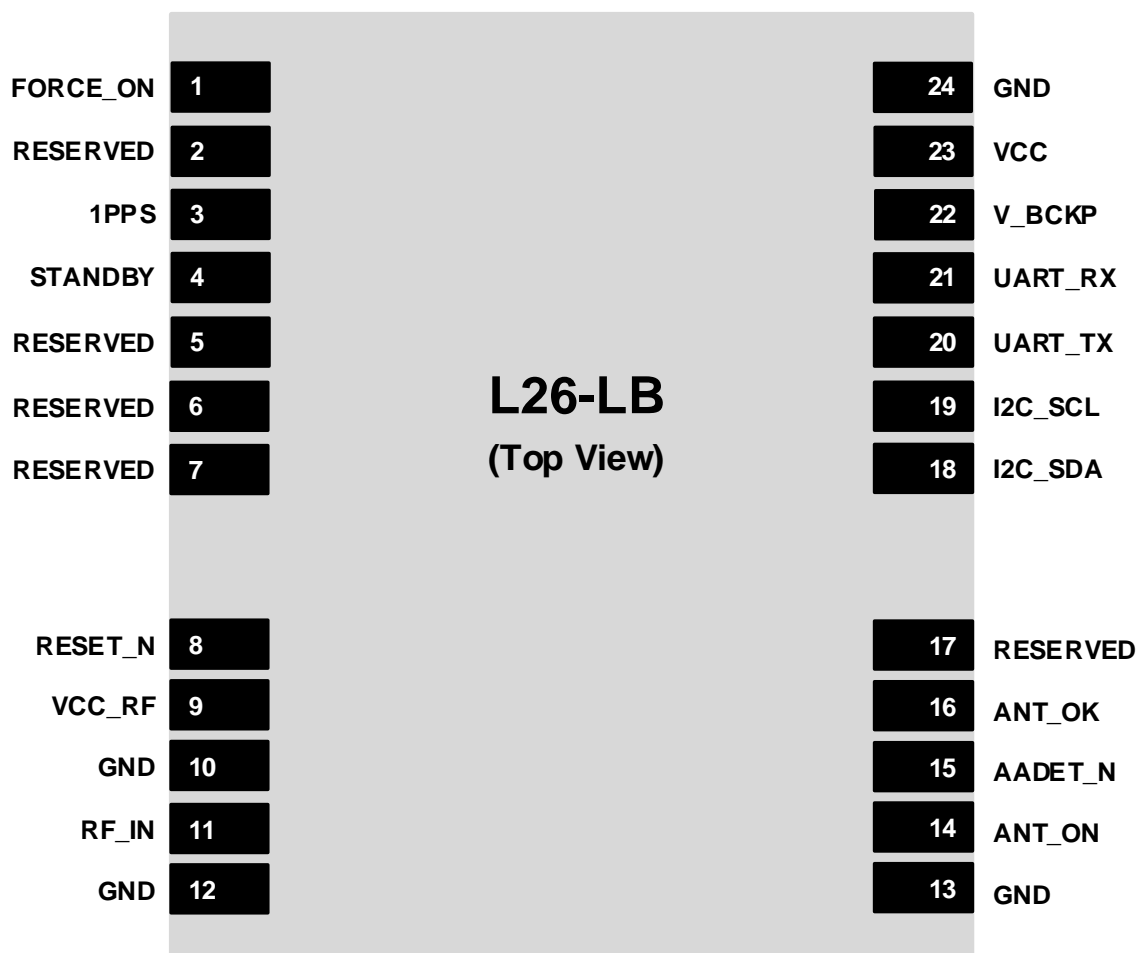 FORCE_ON 1 24 GND
RESERVED 2 23 VCC
1PPS 3 22 V_BCKP
STANDBY 4 21 UART_RX
RESERVED 5 20 UART_TX
RESERVED 6 19 I2C_SCL
RESERVED 7 18 I2C_SDA
L26-LB
(Top View)
RESET_N 8 17 RESERVED
VCC_RF 9 16 ANT_OK
GND 10 15 AADET_N
RF_IN 11 14 ANT_ON
GND 12 13 GND